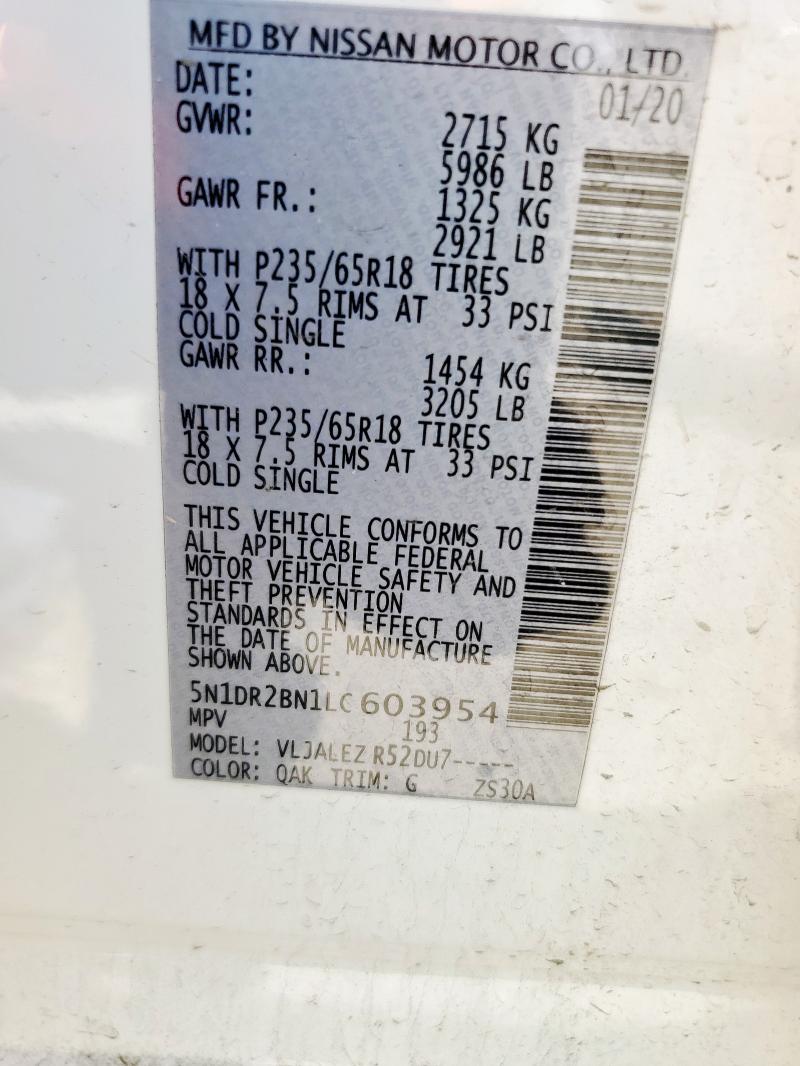 MFD BY NISSAN MOTOR CO., LTD.
DATE: 01/20
GVWR: 2715 KG
5986 LB
GAWR FR.: 1325 KG
2921 LB
WITH P235/65R18 TIRES
18 X 7.5 RIMS AT 33 PSI
COLD SINGLE
GAWR RR.: 1454 KG
3205 LB
WITH P235/65R18 TIRES
18 X 7.5 RIMS AT 33 PSI
COLD SINGLE
THIS VEHICLE CONFORMS TO
ALL APPLICABLE FEDERAL
MOTOR VEHICLE SAFETY AND
THEFT PREVENTION
STANDARDS IN EFFECT ON
THE DATE OF MANUFACTURE
SHOWN ABOVE.
5N1DR2BN1LC603954
MPV 193
MODEL: VLJALEZ R52DU7-----
COLOR: QAK TRIM: G ZS30A